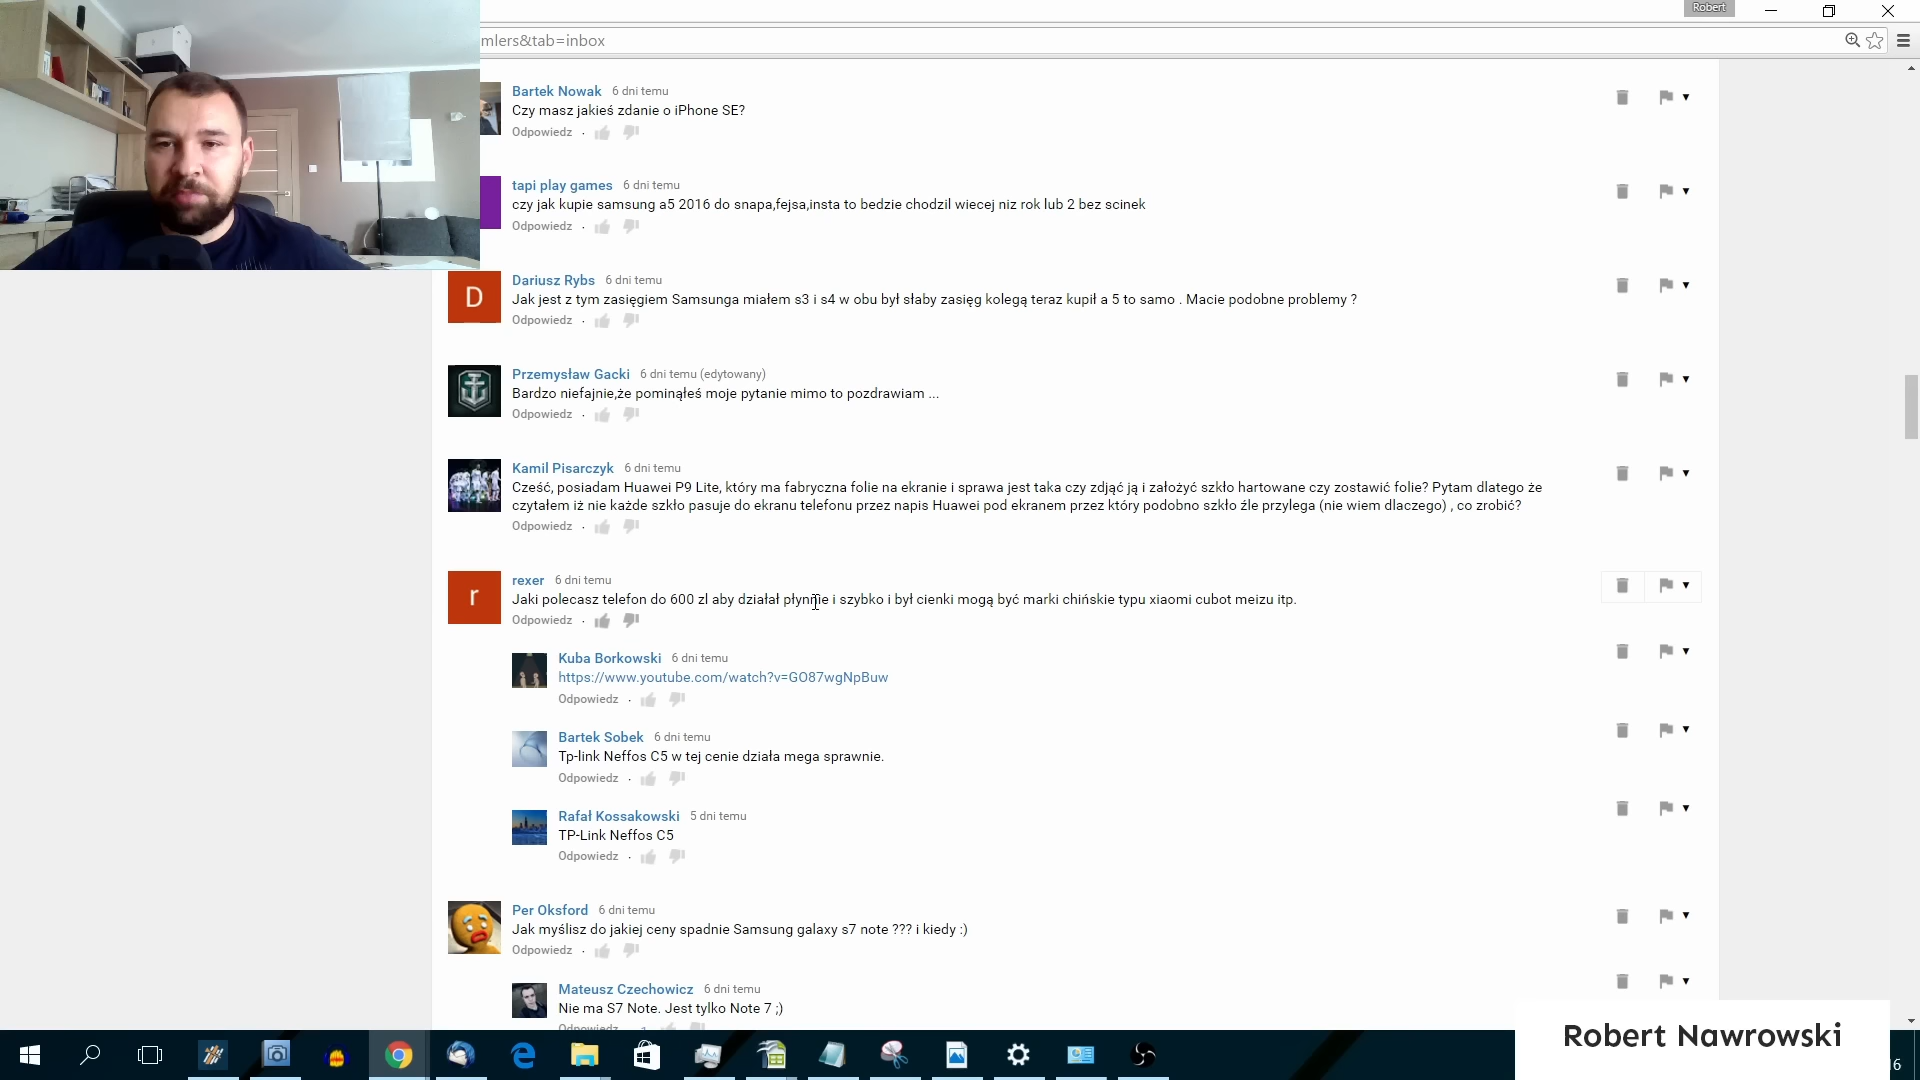 Robert
mlers&tab=inbox
Bartek Nowak 6 dni temu
Czy masz jakieś zdanie o iPhone SE?
Odpowiedz ·
tapi play games 6 dni temu
czy jak kupie samsung a5 2016 do snapa,fejsa,insta to bedzie chodzil wiecej niz rok lub 2 bez scinek
Odpowiedz ·
D
Dariusz Rybs 6 dni temu
Jak jest z tym zasięgiem Samsunga miałem s3 i s4 w obu był słaby zasięg kolegą teraz kupił a 5 to samo . Macie podobne problemy ?
Odpowiedz ·
Przemysław Gacki 6 dni temu (edytowany)
Bardzo niefajnie,że pominąłeś moje pytanie mimo to pozdrawiam ...
Odpowiedz ·
Kamil Pisarczyk 6 dni temu
Cześć, posiadam Huawei P9 Lite, który ma fabryczna folie na ekranie i sprawa jest taka czy zdjąć ją i założyć szkło hartowane czy zostawić folie? Pytam dlatego że
czytałem iż nie każde szkło pasuje do ekranu telefonu przez napis Huawei pod ekranem przez który podobno szkło źle przylega (nie wiem dlaczego) , co zrobić?
Odpowiedz ·
r
rexer 6 dni temu
Jaki polecasz telefon do 600 zl aby działał płynnie i szybko i był cienki mogą być marki chińskie typu xiaomi cubot meizu itp.
Odpowiedz ·
Kuba Borkowski 6 dni temu
https://www.youtube.com/watch?v=GO87wgNpBuw
Odpowiedz ·
Bartek Sobek 6 dni temu
Tp-link Neffos C5 w tej cenie działa mega sprawnie.
Odpowiedz ·
Rafał Kossakowski 5 dni temu
TP-Link Neffos C5
Odpowiedz ·
Per Oksford 6 dni temu
Jak myślisz do jakiej ceny spadnie Samsung galaxy s7 note ??? i kiedy :)
Odpowiedz ·
Mateusz Czechowicz 6 dni temu
Nie ma S7 Note. Jest tylko Note 7 ;)
Odpowiedz
Robert Nawrowski
16